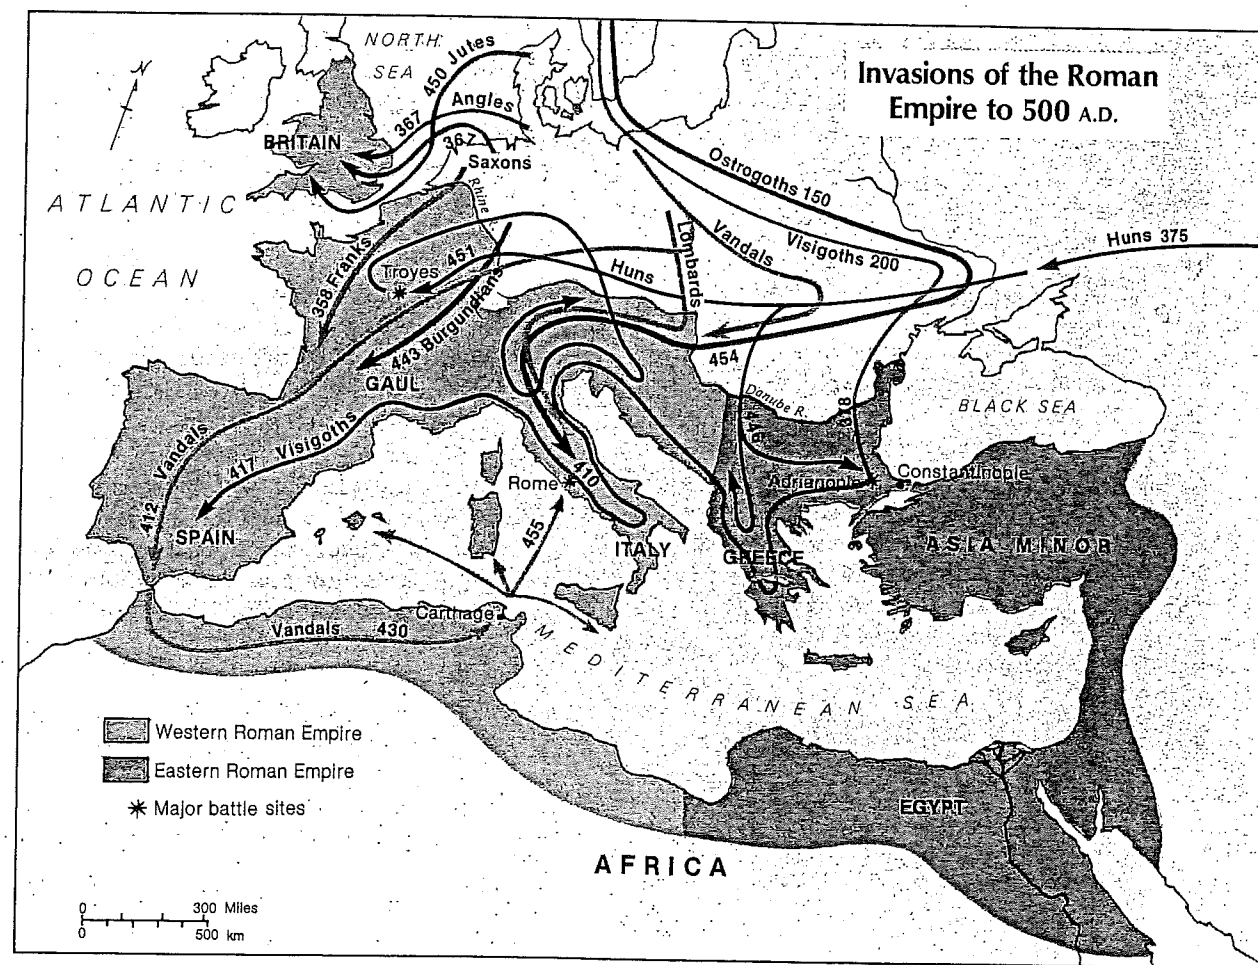 Invasions of the Roman
Empire to 500 A.D.
NORTH
SEA
450 Jutes
Angles
367
367
Saxons
BRITAIN
Rhine
ATLANTIC
OCEAN
Ostrogoths 150
Visigoths 200
Vandals
Lombards
Huns 375
Huns
451
Troyes
358 Franks
443 Burgundians
GAUL
454
Danube R.
378
BLACK SEA
Vandals
417 Visigoths
412
SPAIN
Rome
410
455
ITALY
Adrianople
Constantinople
GREECE
ASIA MINOR
Carthage
Vandals 430
MEDITERRANEAN SEA
Western Roman Empire
Eastern Roman Empire
Major battle sites
EGYPT
AFRICA
0 300 Miles
0 500 km
N